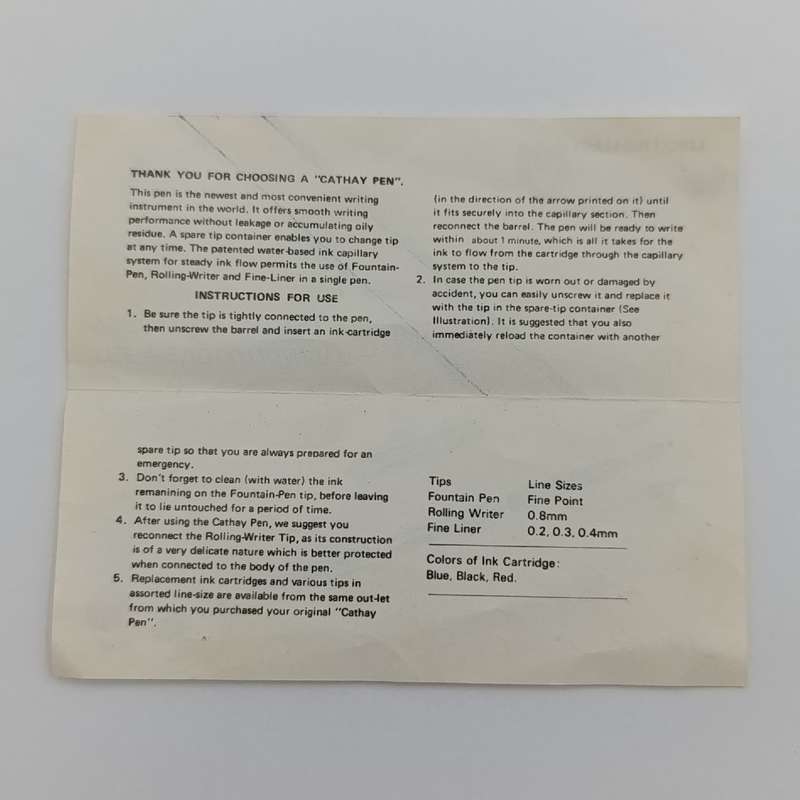 THANK YOU FOR CHOOSING A "CATHAY PEN".
This pen is the newest and most convenient writing
instrument in the world. It offers smooth writing
performance without leakage or accumulating oily
residue. A spare tip container enables you to change tip
at any time. The patented water-based ink capillary
system for steady ink flow permits the use of Fountain-
Pen, Rolling-Writer and Fine-Liner in a single pen.
INSTRUCTIONS FOR USE
1. Be sure the tip is tightly connected to the pen,
then unscrew the barrel and insert an ink-cartridge
(in the direction of the arrow printed on it) until
it fits securely into the capillary section. Then
reconnect the barrel. The pen will be ready to write
within about 1 minute, which is all it takes for the
ink to flow from the cartridge through the capillary
system to the tip.
2. In case the pen tip is worn out or damaged by
accident, you can easily unscrew it and replace it
with the tip in the spare-tip container (See
Illustration). It is suggested that you also
immediately reload the container with another
spare tip so that you are always prepared for an
emergency.
3. Don't forget to clean (with water) the ink
remanining on the Fountain-Pen tip, before leaving
it to lie untouched for a period of time.
4. After using the Cathay Pen, we suggest you
reconnect the Rolling-Writer Tip, as its construction
is of a very delicate nature which is better protected
when connected to the body of the pen.
5. Replacement ink cartridges and various tips in
assorted line-size are available from the same out-let
from which you purchased your original "Cathay
Pen".
Tips Line Sizes
Fountain Pen Fine Point
Rolling Writer 0.8mm
Fine Liner 0.2, 0.3, 0.4mm
Colors of Ink Cartridge:
Blue, Black, Red.